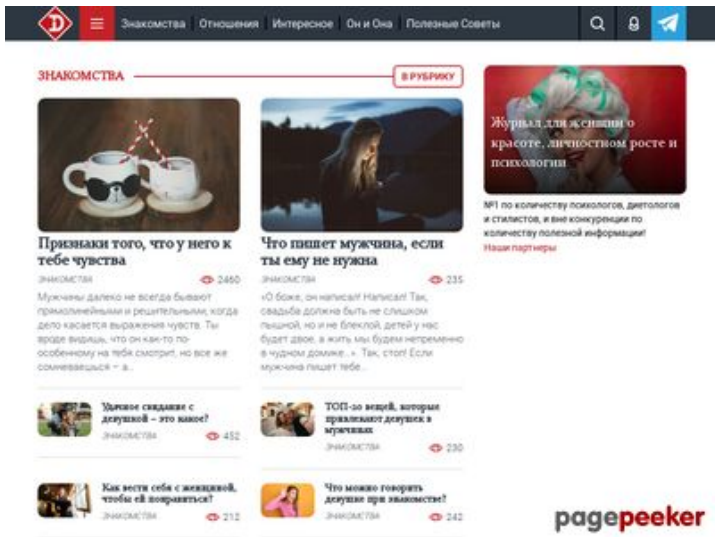 D
Знакомства Отношения Интересное Он и Она Полезные Советы
ЗНАКОМСТВА
В РУБРИКУ
Признаки того, что у него к
тебе чувства
ЗНАКОМСТВА 2460
Мужчины далеко не всегда бывают
прямолинейными и решительными, когда
дело касается выражения чувств. Ты
вроде видишь, что он как-то по-
особенному на тебя смотрит, но все же
сомневаешься – а...
Что пишет мужчина, если
ты ему не нужна
ЗНАКОМСТВА 235
«О боже, он написал! Написал! Так,
свадьба должна быть не слишком
пышной, но и не блеклой, детей у нас
будет двое, а жить мы будем непременно
в чудном домике...». Так, стоп! Если
мужчина пишет тебе...
Удачное свидание с
девушкой – это какое?
ЗНАКОМСТВА 452
ТОП-20 вещей, которые
привлекают девушек в
мужчинах
ЗНАКОМСТВА 230
Как вести себя с женщиной,
чтобы ей понравиться?
ЗНАКОМСТВА 212
Что можно говорить
девушке при знакомстве?
ЗНАКОМСТВА 242
Журнал для женщин о
красоте, личностном росте и
психологии
№1 по количеству психологов, диетологов
и стилистов, и вне конкуренции по
количеству полезной информации!
Наши партнеры
pagepeeker